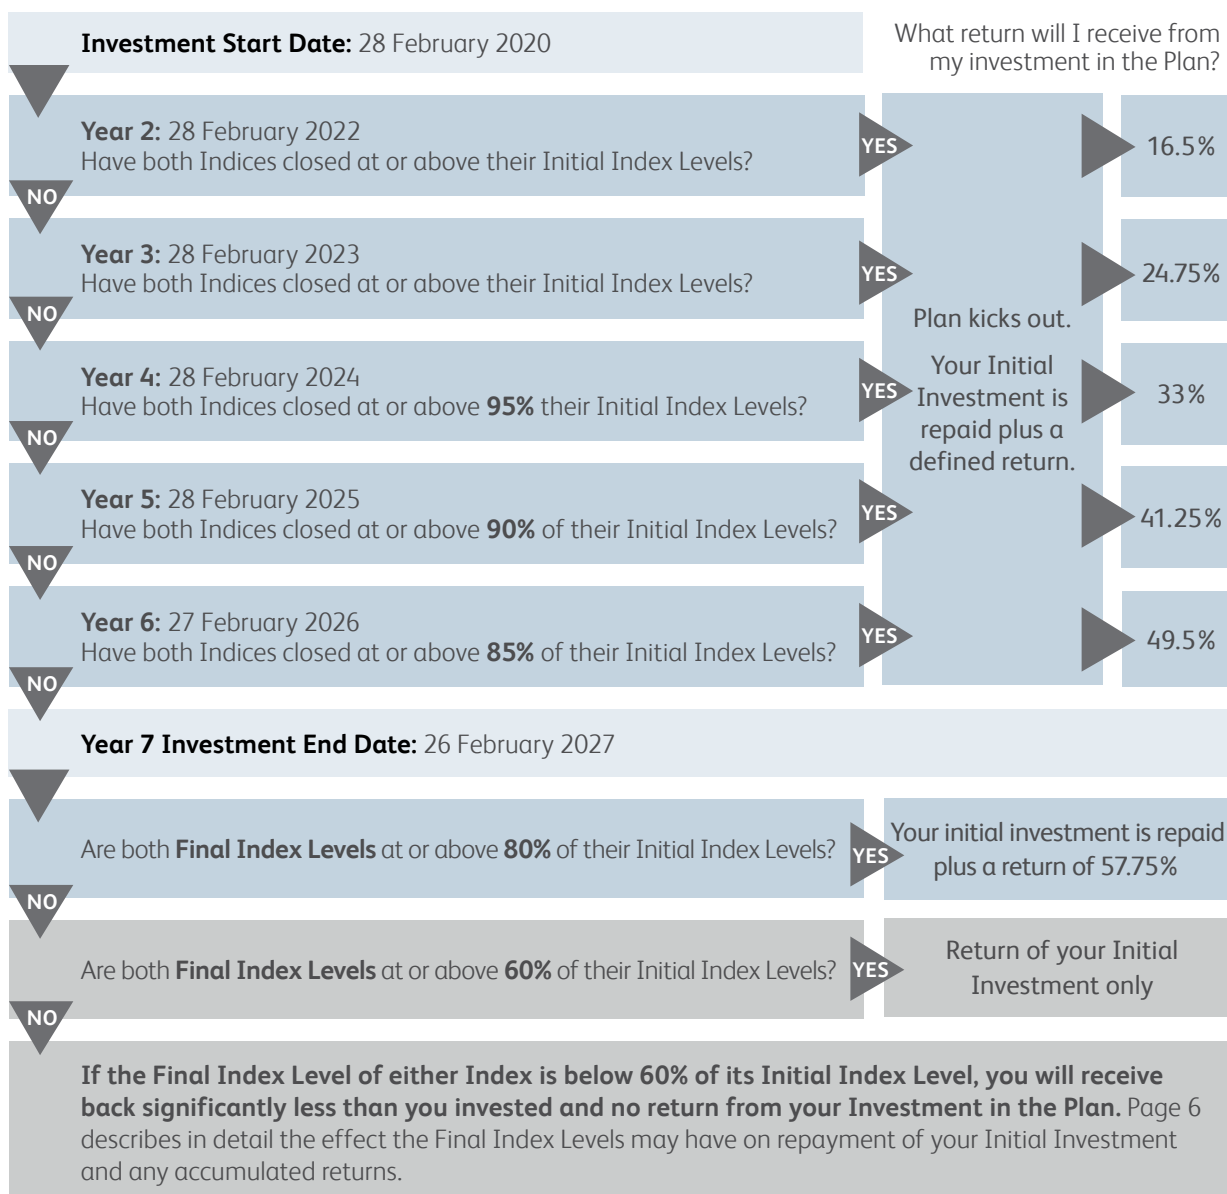 Investment Start Date: 28 February 2020
What return will I receive from
my investment in the Plan?
Year 2: 28 February 2022
Have both Indices closed at or above their Initial Index Levels?
YES
16.5%
NO
Year 3: 28 February 2023
Have both Indices closed at or above their Initial Index Levels?
YES
24.75%
NO
Plan kicks out.
Your Initial
Investment is
repaid plus a
defined return.
Year 4: 28 February 2024
Have both Indices closed at or above 95% their Initial Index Levels?
YES
33%
NO
Year 5: 28 February 2025
Have both Indices closed at or above 90% of their Initial Index Levels?
YES
41.25%
NO
Year 6: 27 February 2026
Have both Indices closed at or above 85% of their Initial Index Levels?
YES
49.5%
NO
Year 7 Investment End Date: 26 February 2027
Are both Final Index Levels at or above 80% of their Initial Index Levels?
YES
Your initial investment is repaid
plus a return of 57.75%
NO
Are both Final Index Levels at or above 60% of their Initial Index Levels?
YES
Return of your Initial
Investment only
NO
If the Final Index Level of either Index is below 60% of its Initial Index Level, you will receive
back significantly less than you invested and no return from your Investment in the Plan. Page 6
describes in detail the effect the Final Index Levels may have on repayment of your Initial Investment
and any accumulated returns.